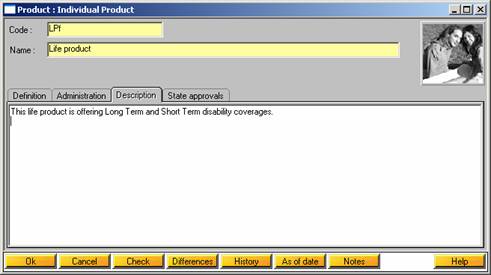 Product : Individual Product
Code : LPf
Name : Life product
Definition Administration Description State approvals
This life product is offering Long Term and Short Term disability coverages.
Ok Cancel Check Differences History As of date Notes Help